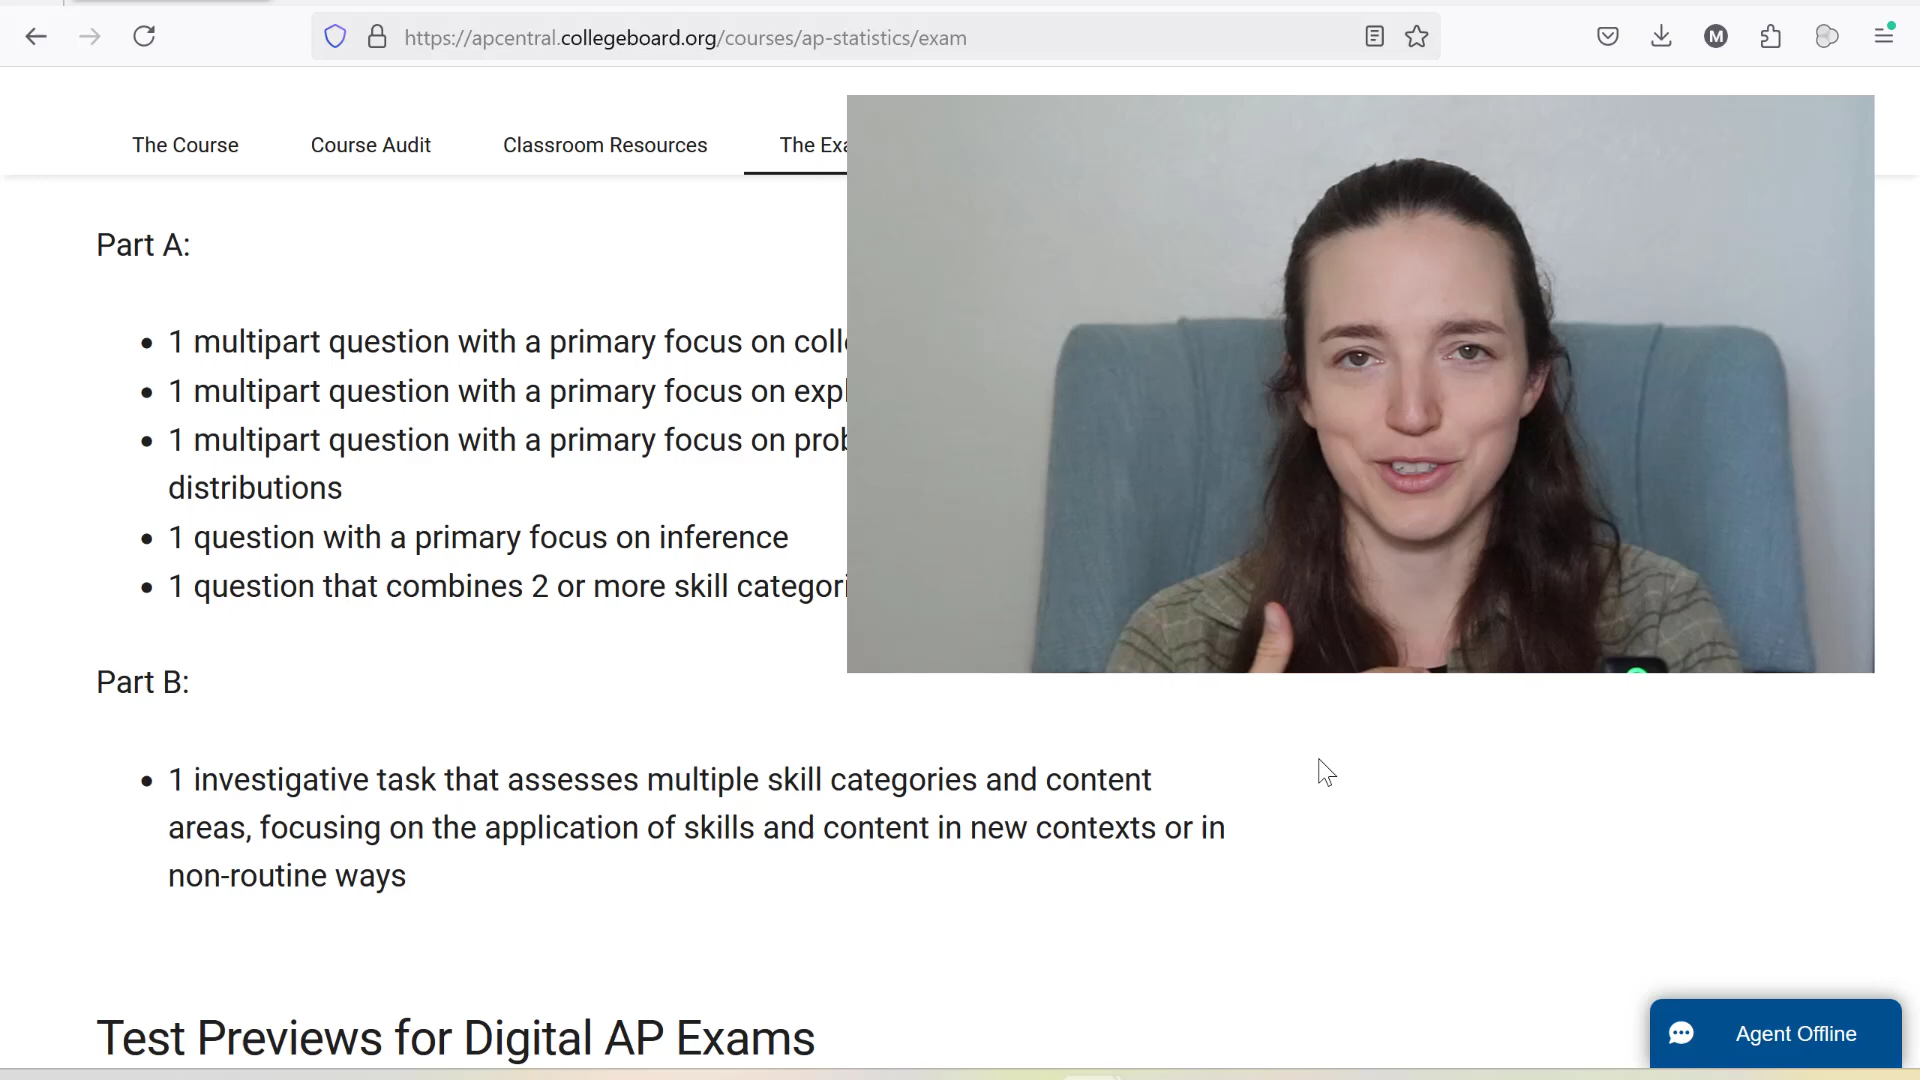 https://apcentral.collegeboard.org/courses/ap-statistics/exam
M
The Course
Course Audit
Classroom Resources
The Exa
Part A:
• 1 multipart question with a primary focus on coll
• 1 multipart question with a primary focus on expl
• 1 multipart question with a primary focus on prob
distributions
• 1 question with a primary focus on inference
• 1 question that combines 2 or more skill categori
Part B:
• 1 investigative task that assesses multiple skill categories and content
areas, focusing on the application of skills and content in new contexts or in
non-routine ways
Test Previews for Digital AP Exams
Agent Offline